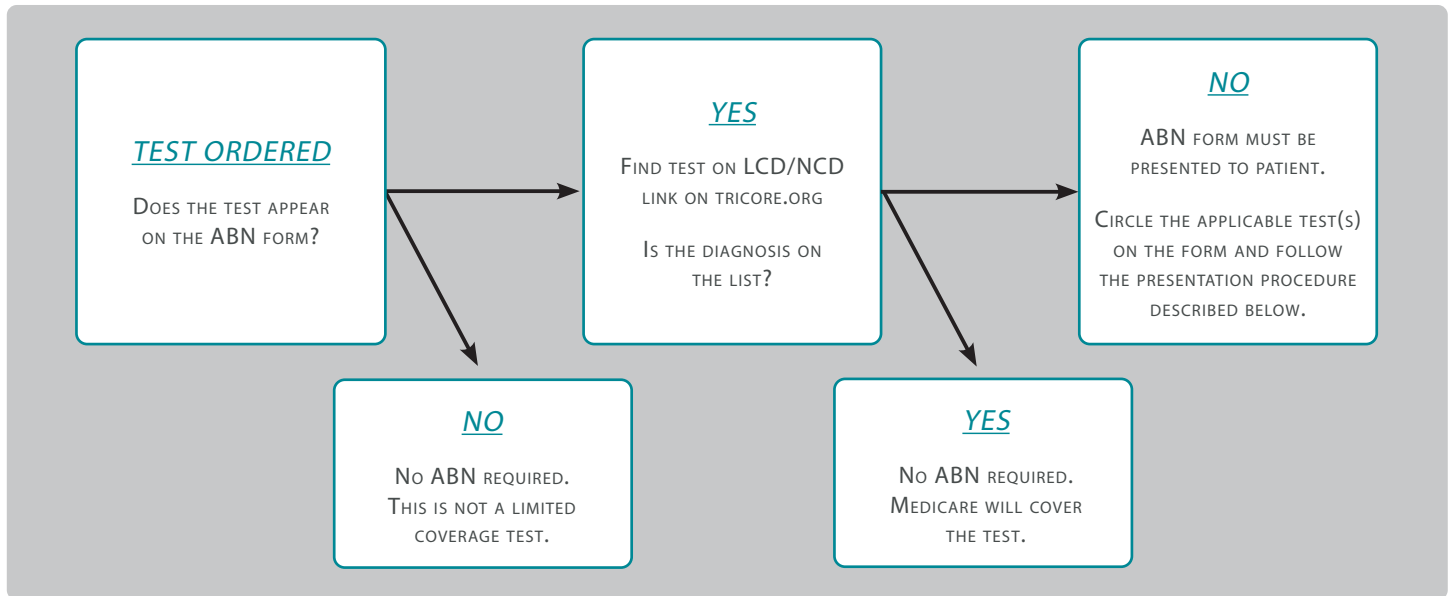 TEST ORDERED
DOES THE TEST APPEAR
ON THE ABN FORM?
YES
FIND TEST ON LCD/NCD
LINK ON TRICORE.ORG
IS THE DIAGNOSIS ON
THE LIST?
NO
ABN FORM MUST BE
PRESENTED TO PATIENT.
CIRCLE THE APPLICABLE TEST(S)
ON THE FORM AND FOLLOW
THE PRESENTATION PROCEDURE
DESCRIBED BELOW.
NO
NO ABN REQUIRED.
THIS IS NOT A LIMITED
COVERAGE TEST.
YES
NO ABN REQUIRED.
MEDICARE WILL COVER
THE TEST.